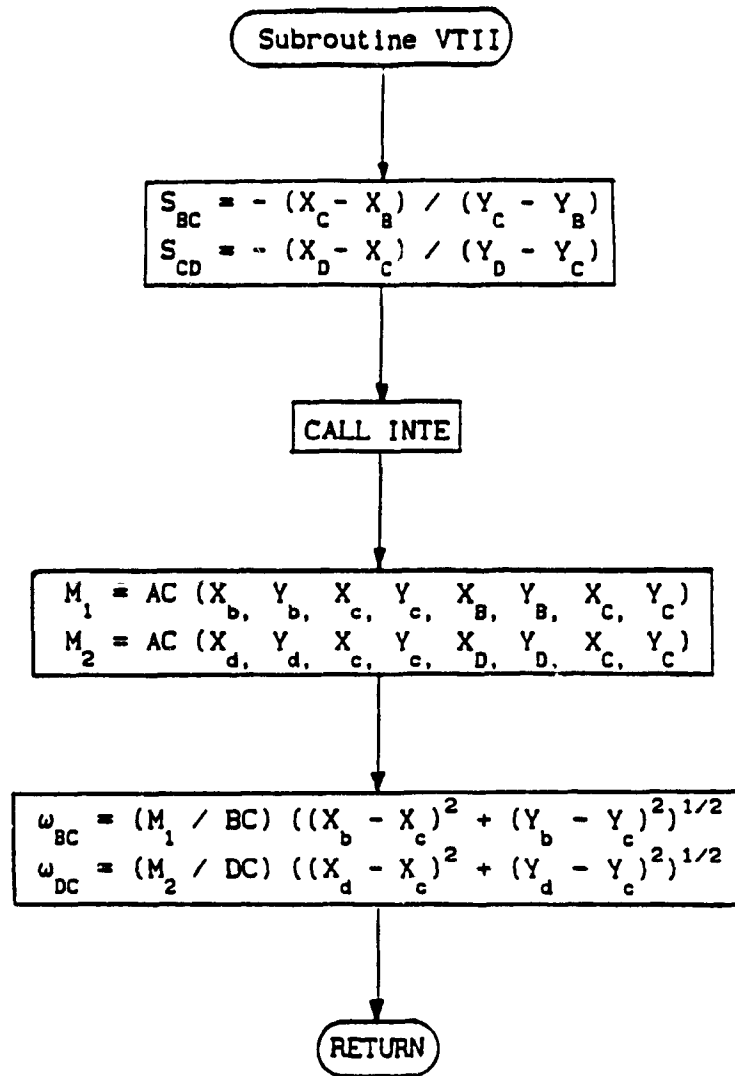 Subroutine VTII
S_BC = - (X_C - X_B) / (Y_C - Y_B)
S_CD = - (X_D - X_C) / (Y_D - Y_C)
CALL INTE
M_1 = AC (X_b, Y_b, X_c, Y_c, X_B, Y_B, X_C, Y_C)
M_2 = AC (X_d, Y_d, X_c, Y_c, X_D, Y_D, X_C, Y_C)
ω_BC = (M_1 / BC) ((X_b - X_c)^2 + (Y_b - Y_c)^2)^1/2
ω_DC = (M_2 / DC) ((X_d - X_c)^2 + (Y_d - Y_c)^2)^1/2
RETURN